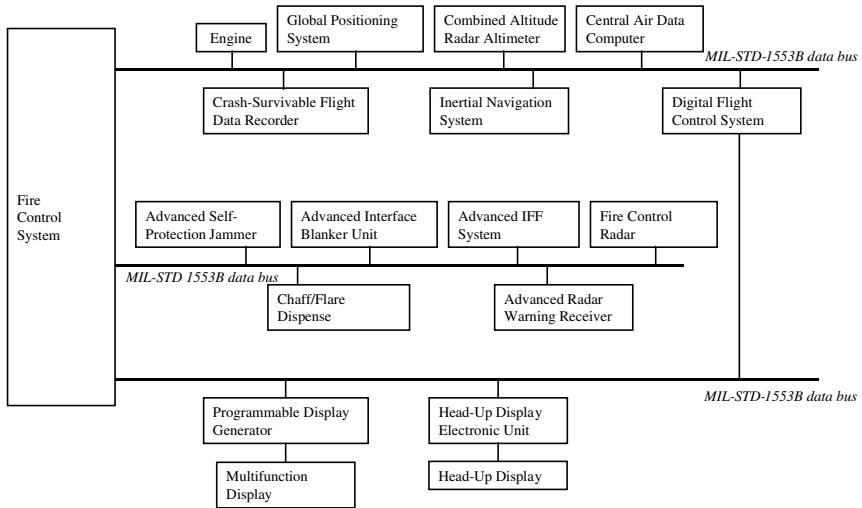 Engine
Global Positioning
System
Combined Altitude
Radar Altimeter
Central Air Data
Computer
MIL-STD-1553B data bus
Crash-Survivable Flight
Data Recorder
Inertial Navigation
System
Digital Flight
Control System
Fire
Control
System
Advanced Self-
Protection Jammer
Advanced Interface
Blanker Unit
Advanced IFF
System
Fire Control
Radar
MIL-STD 1553B data bus
Chaff/Flare
Dispense
Advanced Radar
Warning Receiver
MIL-STD-1553B data bus
Programmable Display
Generator
Head-Up Display
Electronic Unit
Multifunction
Display
Head-Up Display